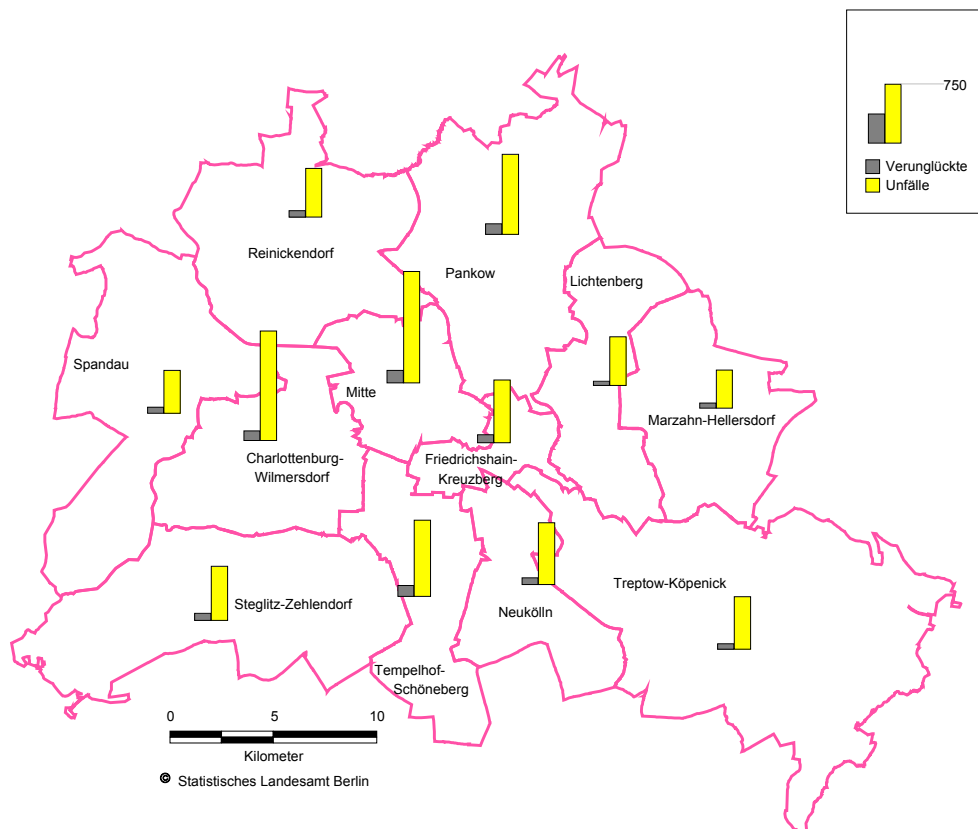 750
Verunglückte
Unfälle
Reinickendorf
Pankow
Lichtenberg
Spandau
Mitte
Marzahn-Hellersdorf
Charlottenburg-
Wilmersdorf
Friedrichshain-
Kreuzberg
Treptow-Köpenick
Steglitz-Zehlendorf
Neukölln
Tempelhof-
Schöneberg
0 5 10
Kilometer
© Statistisches Landesamt Berlin